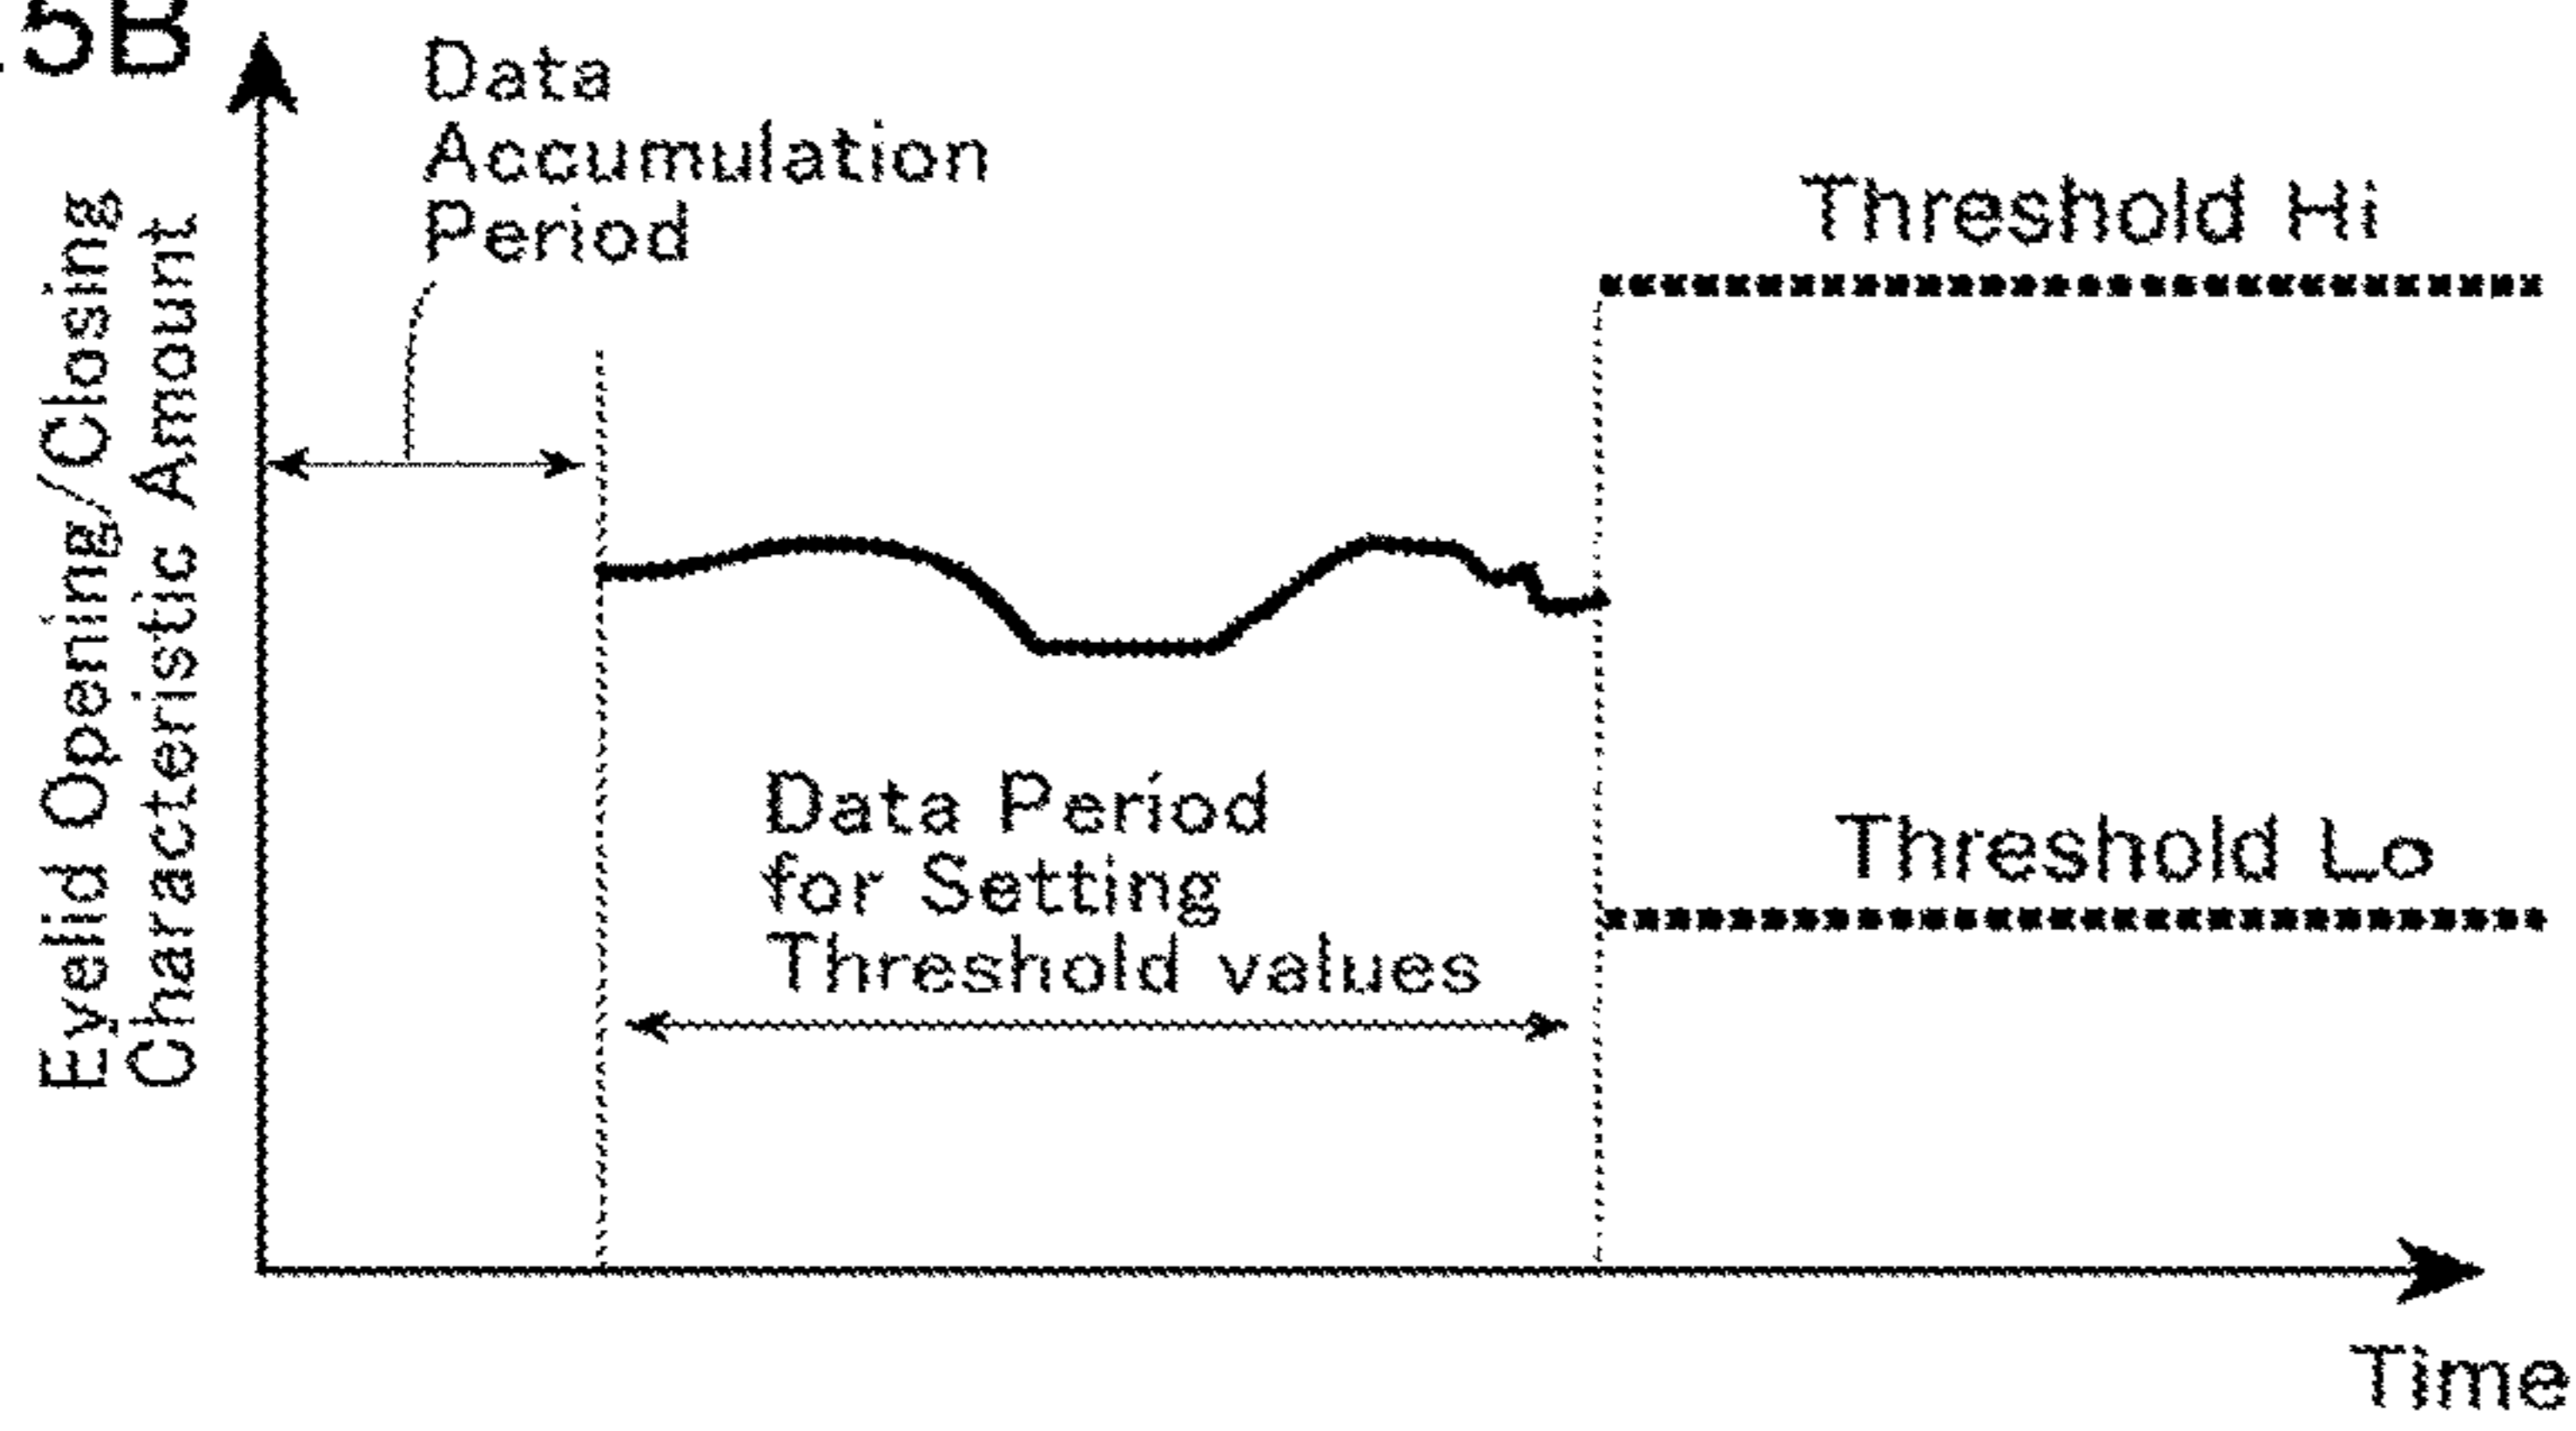 5B
Data
Accumulation
Period
Threshold Hi
Eyelid Opening/Closing
Characteristic Amount
Data Period
for Setting
Threshold values
Threshold Lo
Time